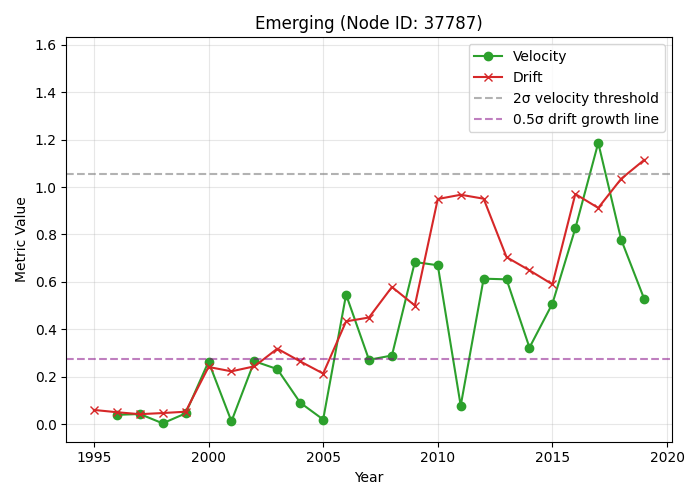 Emerging (Node ID: 37787)
Velocity
Drift
2σ velocity threshold
0.5σ drift growth line
Metric Value
1.6
1.4
1.2
1.0
0.8
0.6
0.4
0.2
0.0
1995 2000 2005 2010 2015 2020
Year